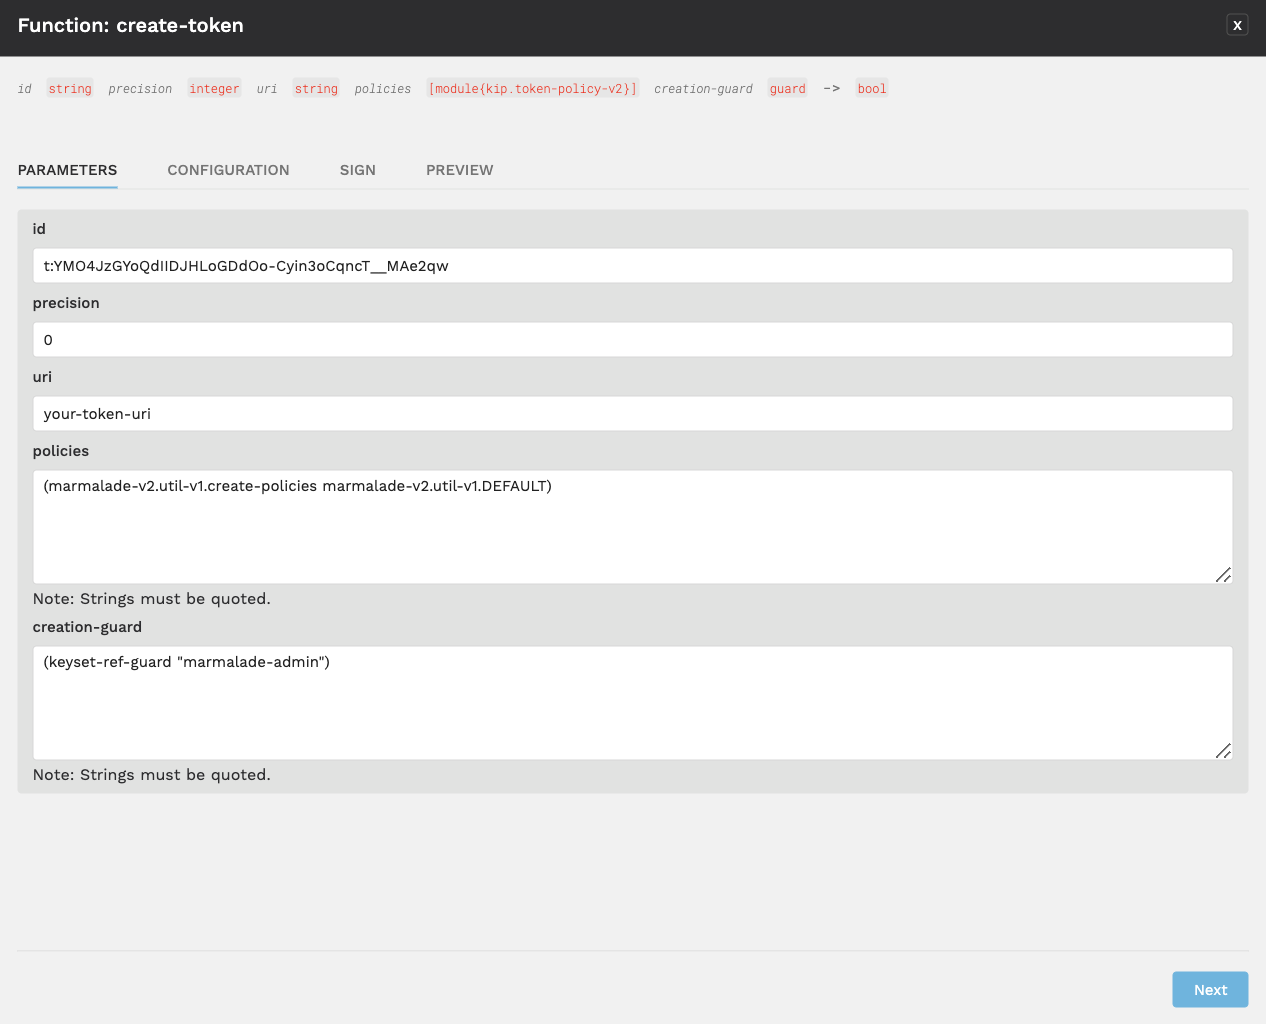 Function: create-token
X
id string precision integer uri string policies [module{kip.token-policy-v2}] creation-guard guard -> bool
PARAMETERS CONFIGURATION SIGN PREVIEW
id
t:YMO4JzGYoQdIIDJHLoGDdOo-Cyin3oCqncT__MAe2qw
precision
0
uri
your-token-uri
policies
(marmalade-v2.util-v1.create-policies marmalade-v2.util-v1.DEFAULT)
Note: Strings must be quoted.
creation-guard
(keyset-ref-guard "marmalade-admin")
Note: Strings must be quoted.
Next